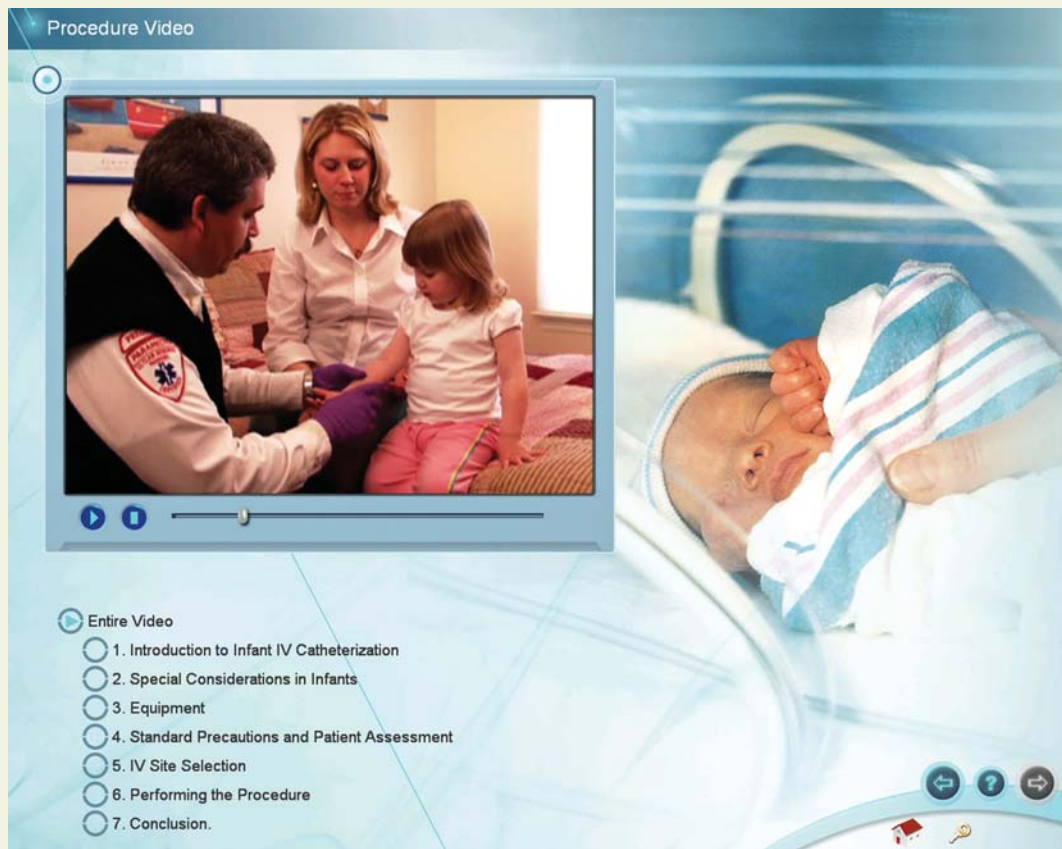 Procedure Video
PARAMEDIC
Entire Video
1. Introduction to Infant IV Catheterization
2. Special Considerations in Infants
3. Equipment
4. Standard Precautions and Patient Assessment
5. IV Site Selection
6. Performing the Procedure
7. Conclusion.
?